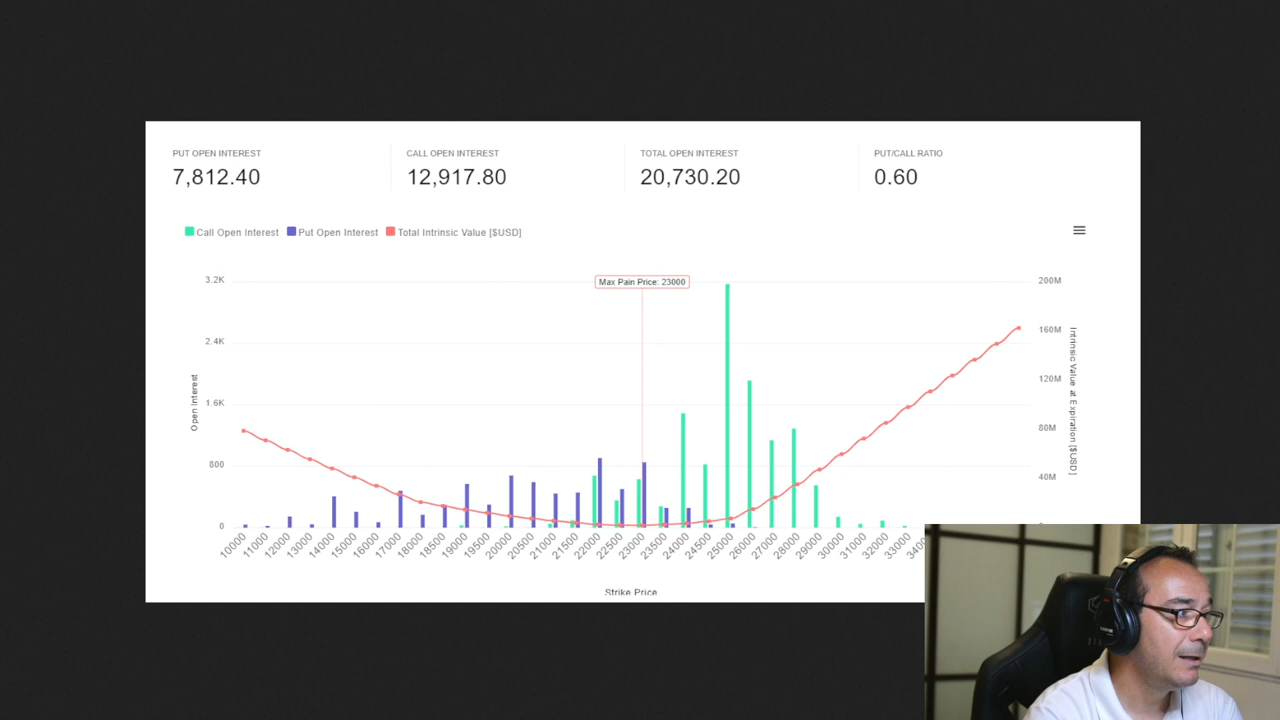 PUT OPEN INTEREST CALL OPEN INTEREST TOTAL OPEN INTEREST PUT/CALL RATIO
7,812.40 12,917.80 20,730.20 0.60
Call Open Interest Put Open Interest Total Intrinsic Value [$USD]
Max Pain Price: 23000
3.2K
2.4K
1.6K
800
0
Open Interest
200M
160M
120M
80M
40M
Intrinsic Value at Expiration [$USD]
10000 11000 12000 13000 14000 15000 16000 17000 18000 18500 19000 19500 20000 20500 21000 21500 22000 22500 23000 23500 24000 24500 25000 26000 27000 28000 29000 30000 31000 32000 33000
Strike Price